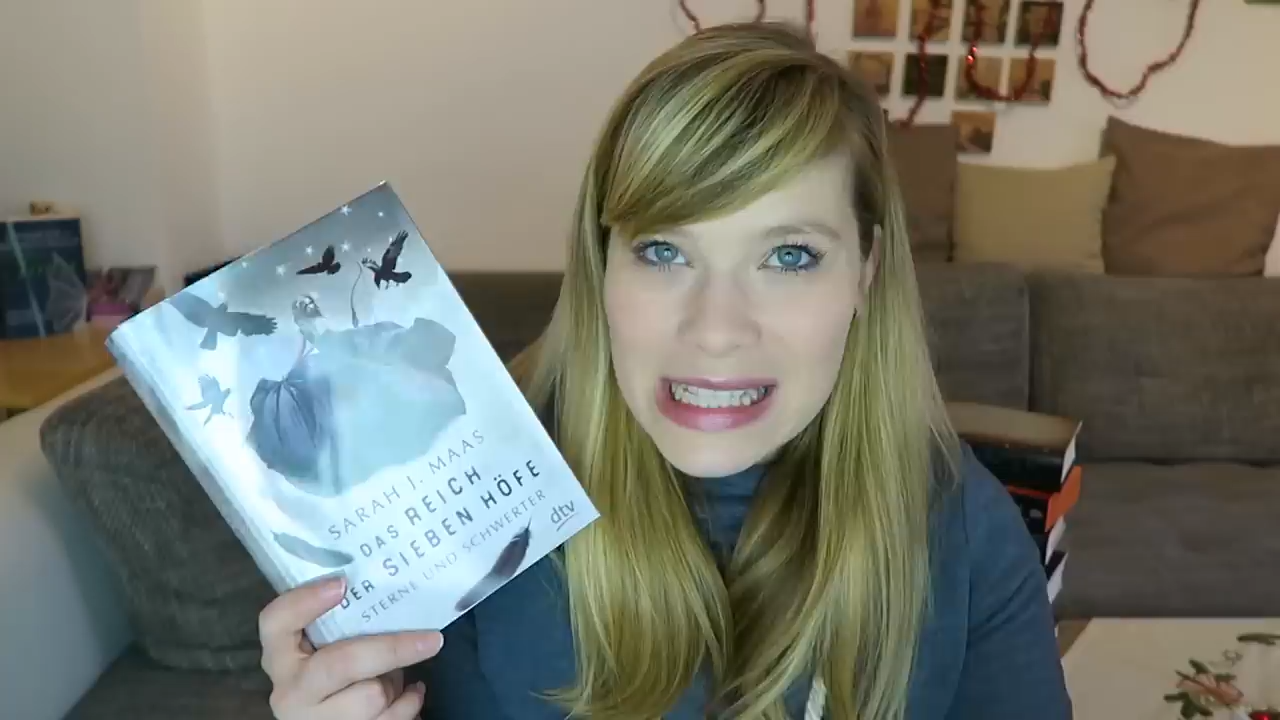 SARAH J. MAAS
DAS REICH
DER SIEBEN HÖFE
STERNE UND SCHWERTER
dtv